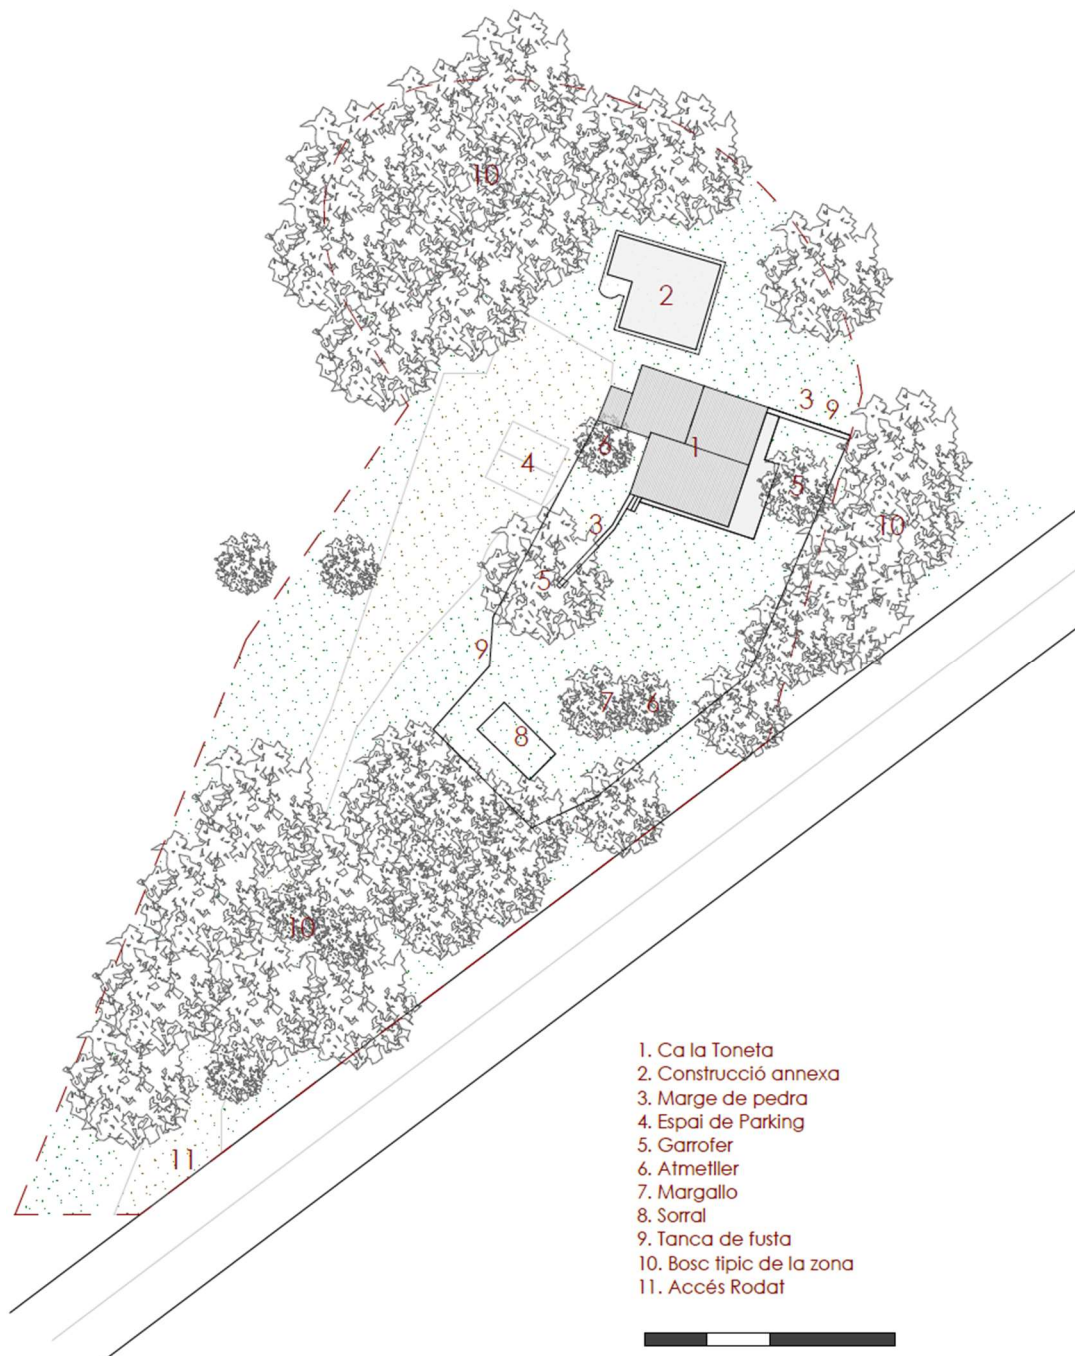 10
2
3 9
6
1
4
5
3
10
5
9
7
6
8
10
11
1. Ca la Toneta
2. Construcció annexa
3. Marge de pedra
4. Espai de Parking
5. Garrofer
6. Atmetller
7. Margallo
8. Sorral
9. Tanca de fusta
10. Bosc tipic de la zona
11. Accés Rodat